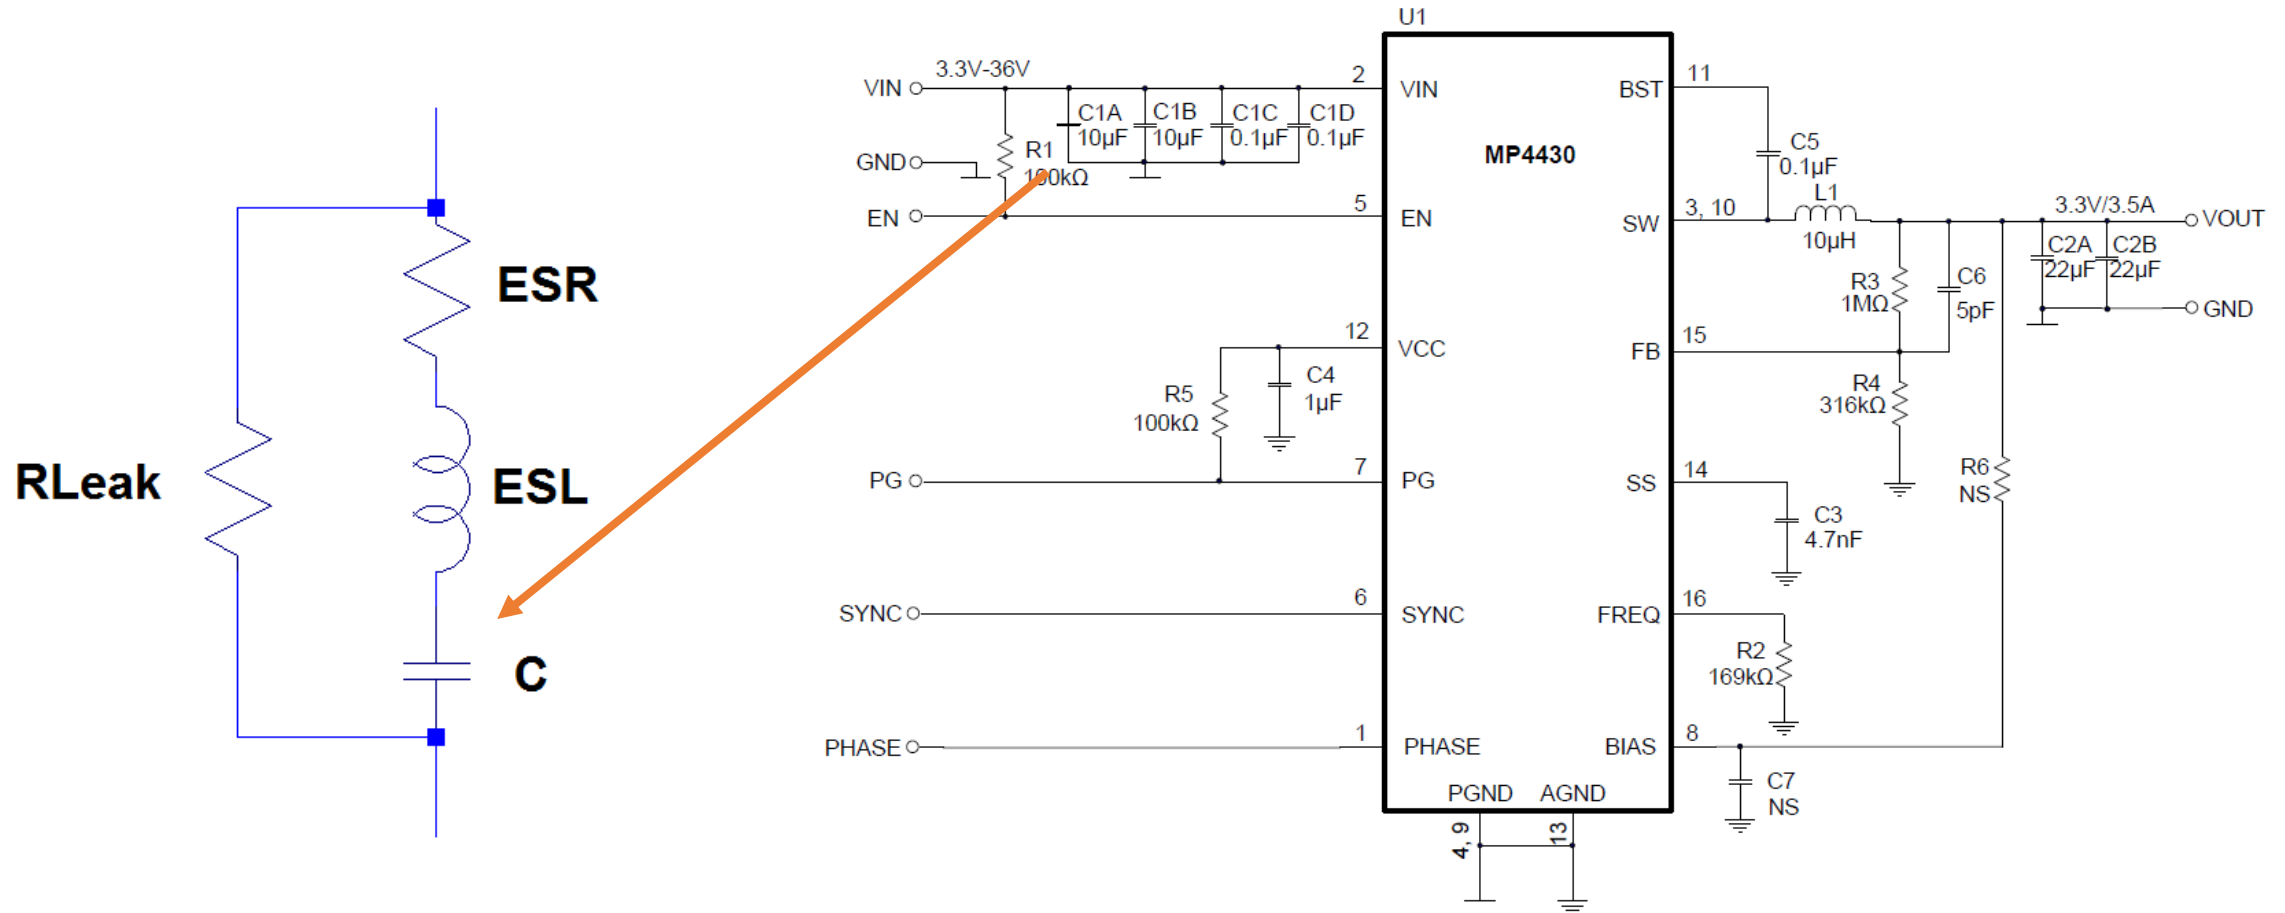 ESR
RLeak
ESL
C
U1
VIN
3.3V-36V
2
VIN
C1A
10µF
C1B
10µF
C1C
0.1µF
C1D
0.1µF
GND
R1
100kΩ
EN
5
EN
12
VCC
R5
100kΩ
C4
1µF
PG
7
PG
SYNC
6
SYNC
PHASE
1
PHASE
MP4430
BST
11
C5
0.1µF
SW
3, 10
L1
10µH
3.3V/3.5A
VOUT
C2A
22µF
C2B
22µF
GND
R3
1MΩ
C6
5pF
FB
15
R4
316kΩ
R6
NS
SS
14
C3
4.7nF
FREQ
16
R2
169kΩ
BIAS
8
C7
NS
PGND
AGND
4, 9
13